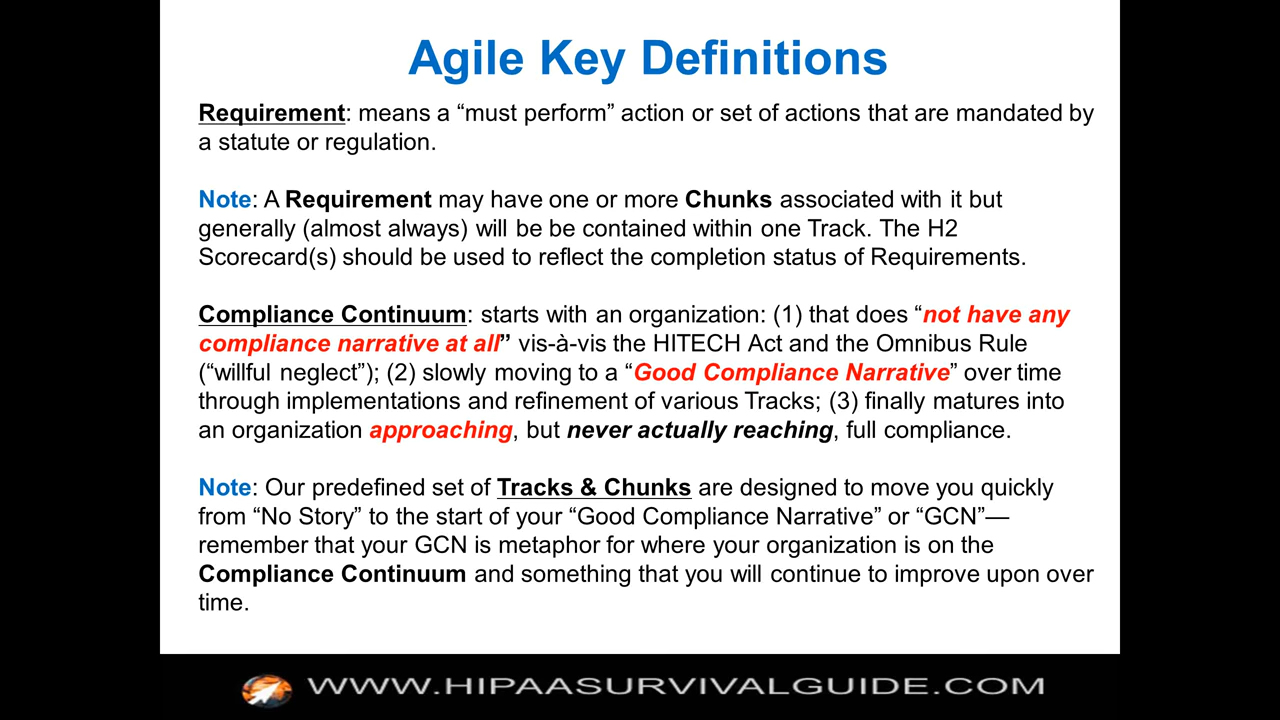 Agile Key Definitions
Requirement: means a “must perform” action or set of actions that are mandated by
a statute or regulation.
Note: A Requirement may have one or more Chunks associated with it but
generally (almost always) will be be contained within one Track. The H2
Scorecard(s) should be used to reflect the completion status of Requirements.
Compliance Continuum: starts with an organization: (1) that does “not have any
compliance narrative at all” vis-à-vis the HITECH Act and the Omnibus Rule
(“willful neglect”); (2) slowly moving to a “Good Compliance Narrative” over time
through implementations and refinement of various Tracks; (3) finally matures into
an organization approaching, but never actually reaching, full compliance.
Note: Our predefined set of Tracks & Chunks are designed to move you quickly
from “No Story” to the start of your “Good Compliance Narrative” or “GCN”—
remember that your GCN is metaphor for where your organization is on the
Compliance Continuum and something that you will continue to improve upon over
time.
WWW.HIPAASURVIVALGUIDE.COM